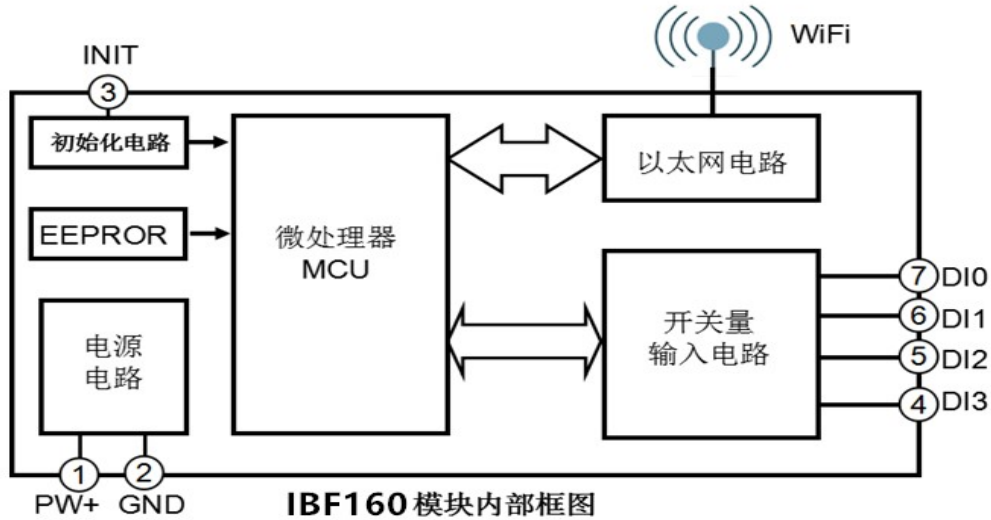 WiFi
INIT
3
初始化电路
以太网电路
EEPROR
微处理器
MCU
7 DI0
6 DI1
5 DI2
4 DI3
开关量
输入电路
电源
电路
1
2
PW+ GND
IBF160模块内部框图